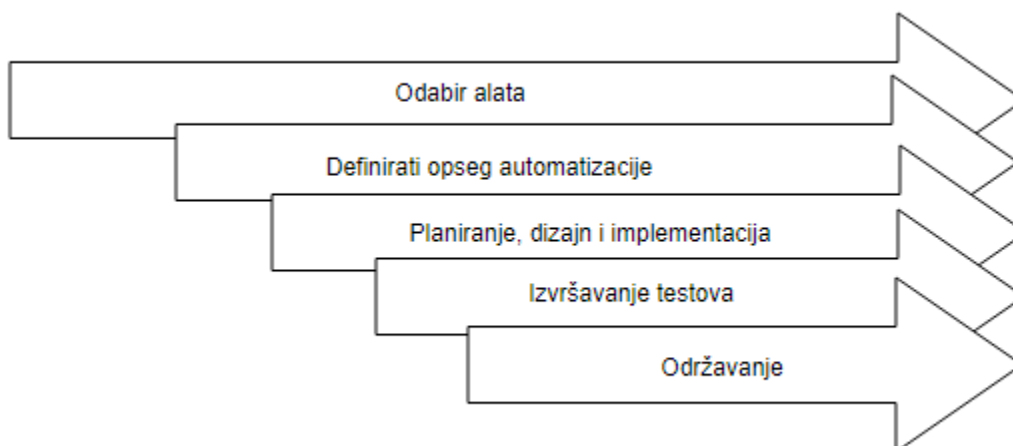 Odabir alata
Definirati opseg automatizacije
Planiranje, dizajn i implementacija
Izvršavanje testova
Održavanje